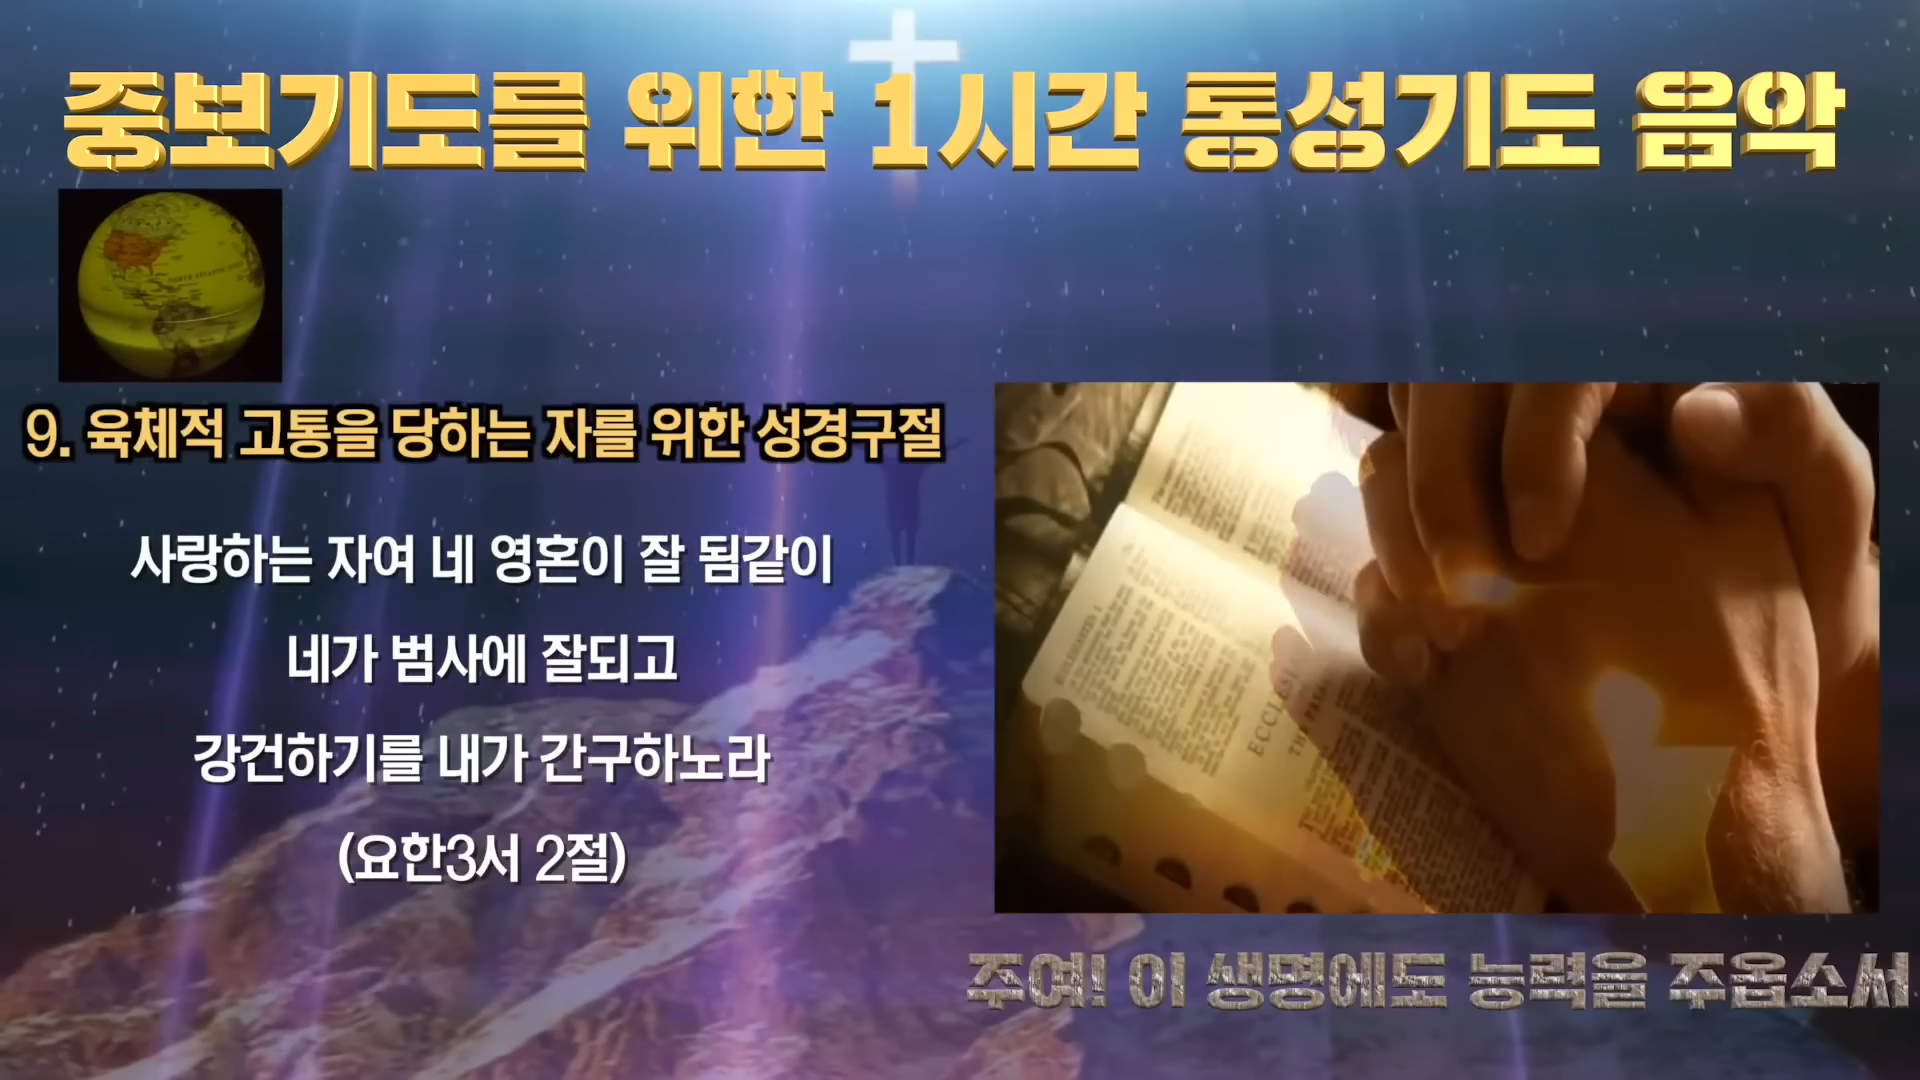 중보기도를 위한 1시간 통성기도 음악
NORTH ATLANTIC
9. 육체적 고통을 당하는 자를 위한 성경구절
사랑하는 자여 네 영혼이 잘 됨같이
네가 범사에 잘되고
강건하기를 내가 간구하노라
(요한3서 2절)
주여! 이 생명에도 능력을 주옵소서